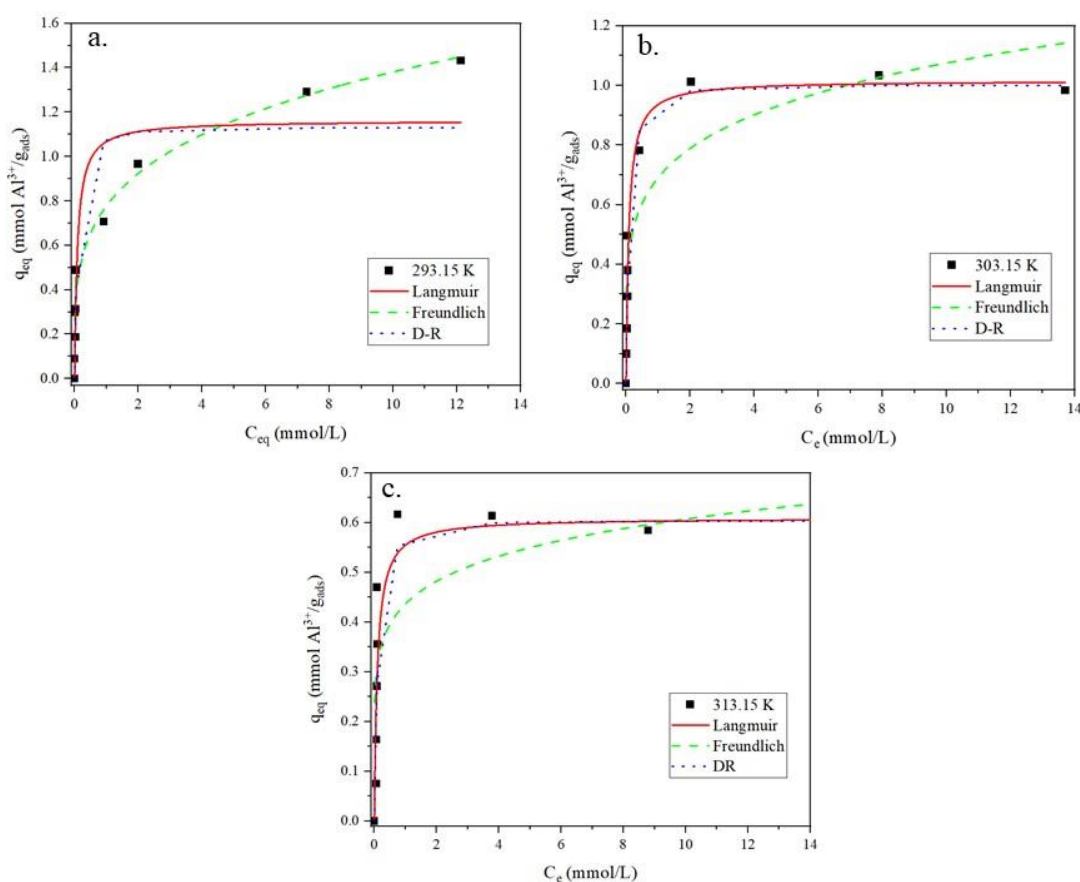 a.
1.6
1.4
1.2
1.0
0.8
0.6
0.4
0.2
0.0
q_eq (mmol Al³⁺/g_ads)
293.15 K
Langmuir
Freundlich
D-R
0 2 4 6 8 10 12 14
C_eq (mmol/L)
b.
1.2
1.0
0.8
0.6
0.4
0.2
0.0
q_eq (mmol Al³⁺/g_ads)
303.15 K
Langmuir
Freundlich
D-R
0 2 4 6 8 10 12 14
C_e (mmol/L)
c.
0.7
0.6
0.5
0.4
0.3
0.2
0.1
0.0
q_eq (mmol Al³⁺/g_ads)
313.15 K
Langmuir
Freundlich
DR
0 2 4 6 8 10 12 14
C_e (mmol/L)